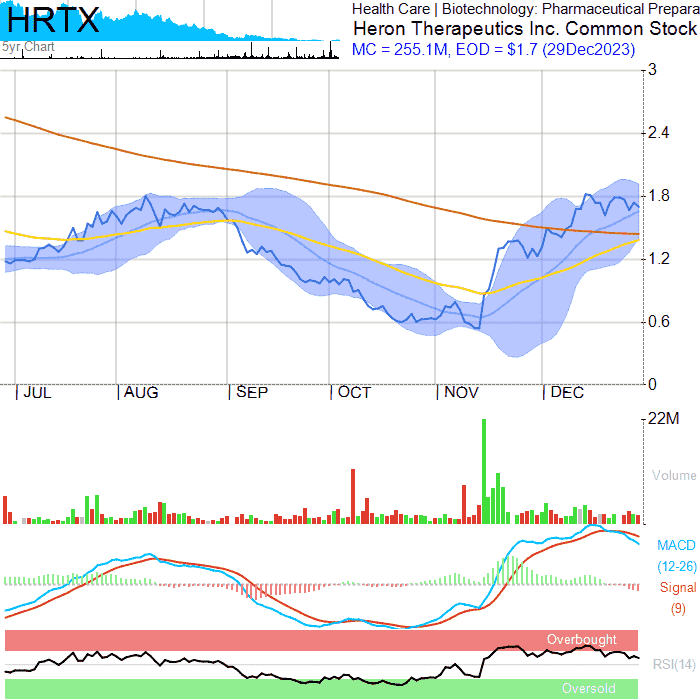 HRTX
Health Care | Biotechnology: Pharmaceutical Prepara
Heron Therapeutics Inc. Common Stock
5yr Chart
MC = 255.1M, EOD = $1.7 (29Dec2023)
3
2.4
1.8
1.2
0.6
0
JUL AUG SEP OCT NOV DEC
22M
Volume
MACD
(12-26)
Signal
(9)
Overbought
RSI(14)
Oversold